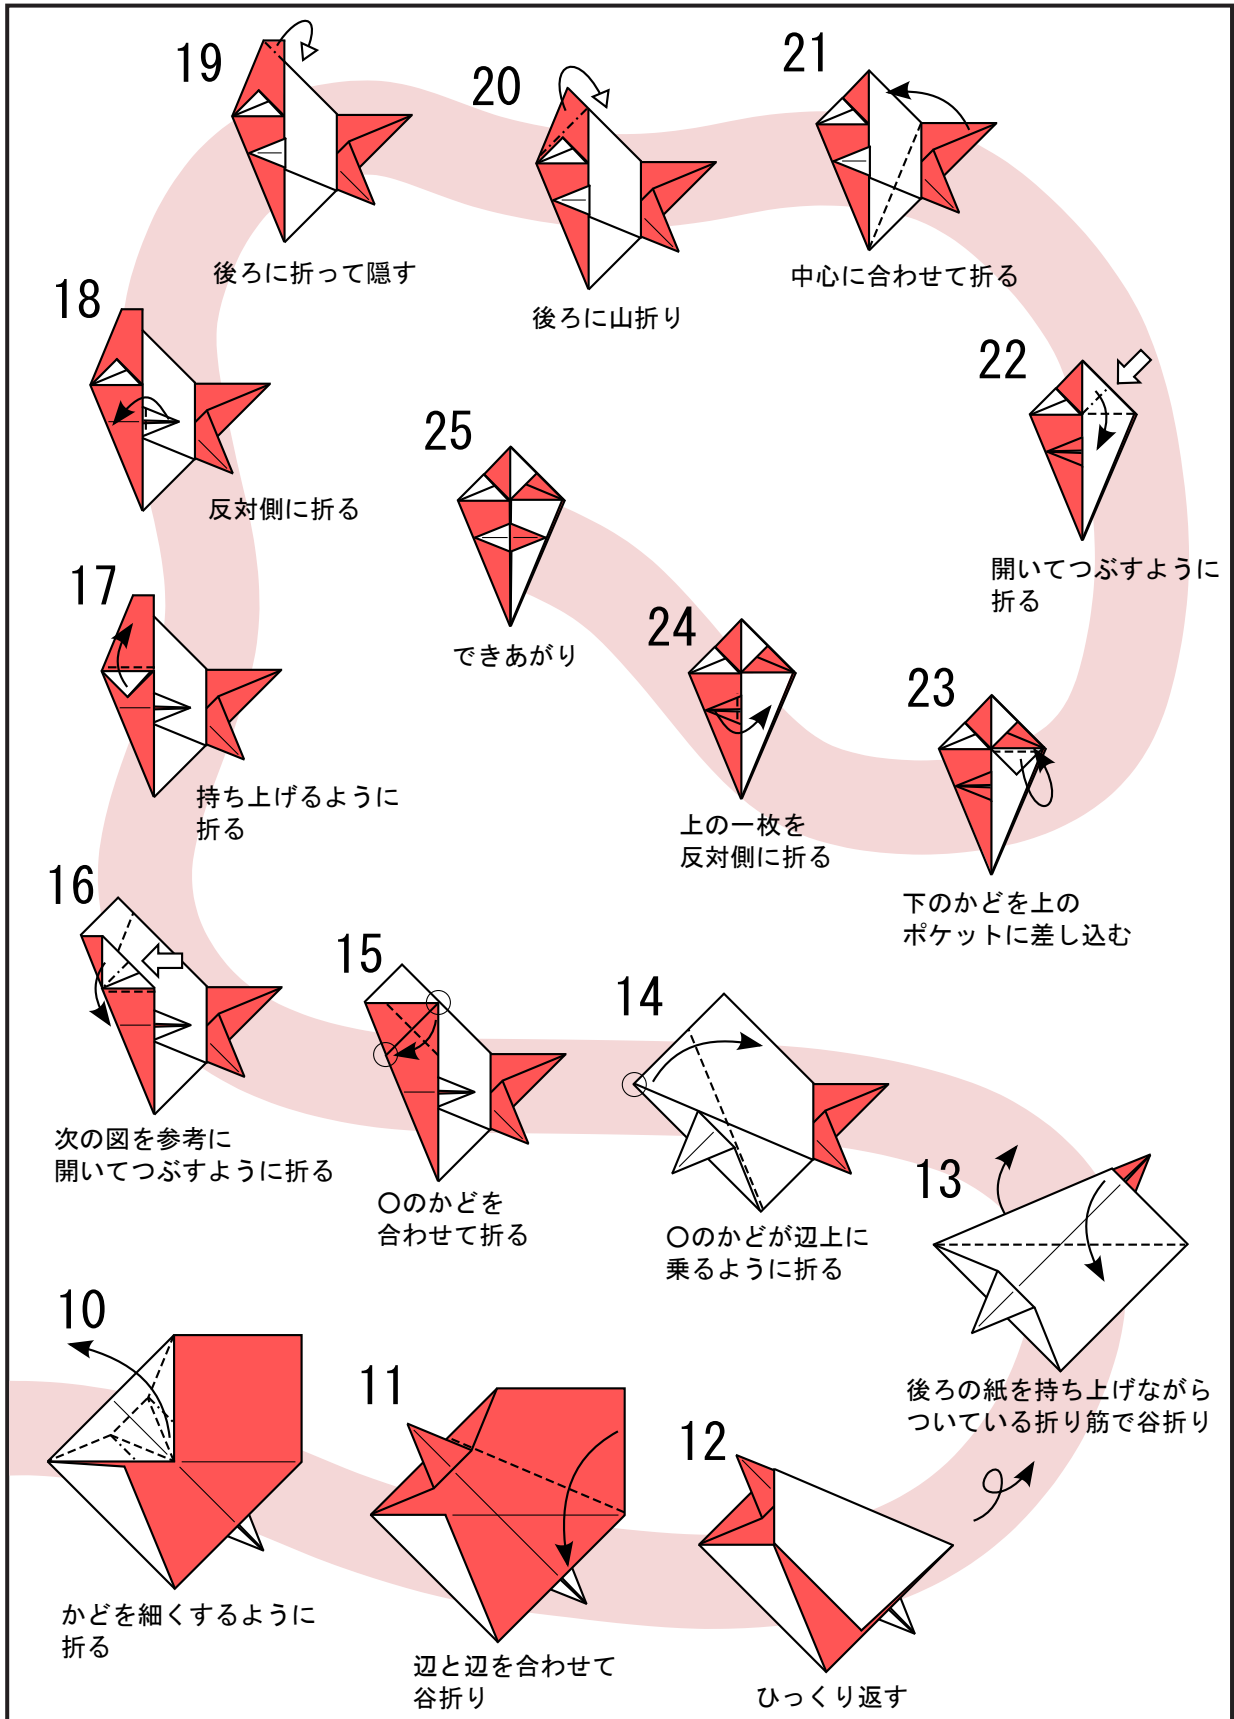 10
かどを細くするように
折る
11
辺と辺を合わせて
谷折り
12
ひっくり返す
13
後ろの紙を持ち上げながら
ついている折り筋で谷折り
14
〇のかどが辺上に
乗るように折る
15
〇のかどを
合わせて折る
16
次の図を参考に
開いてつぶすように折る
17
持ち上げるように
折る
18
反対側に折る
19
後ろに折って隠す
20
後ろに山折り
21
中心に合わせて折る
22
開いてつぶすように
折る
23
下のかどを上の
ポケットに差し込む
24
上の一枚を
反対側に折る
25
できあがり